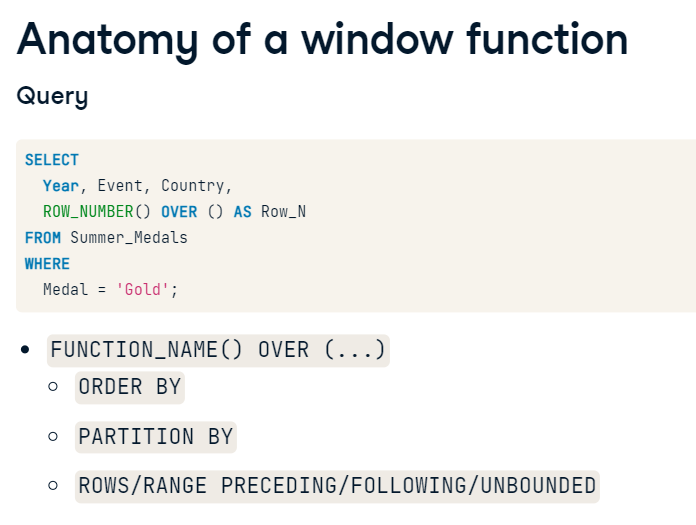 Anatomy of a window function
Query
SELECT
Year, Event, Country,
ROW_NUMBER() OVER () AS Row_N
FROM Summer_Medals
WHERE
Medal = 'Gold';
FUNCTION_NAME() OVER (...)
ORDER BY
PARTITION BY
ROWS/RANGE PRECEDING/FOLLOWING/UNBOUNDED